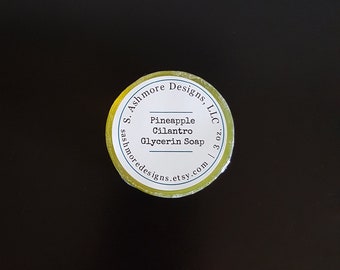 S. Ashmore Designs, LLC
Pineapple
Cilantro
Glycerin Soap
sashmoredesigns.etsy.com | 3 oz.